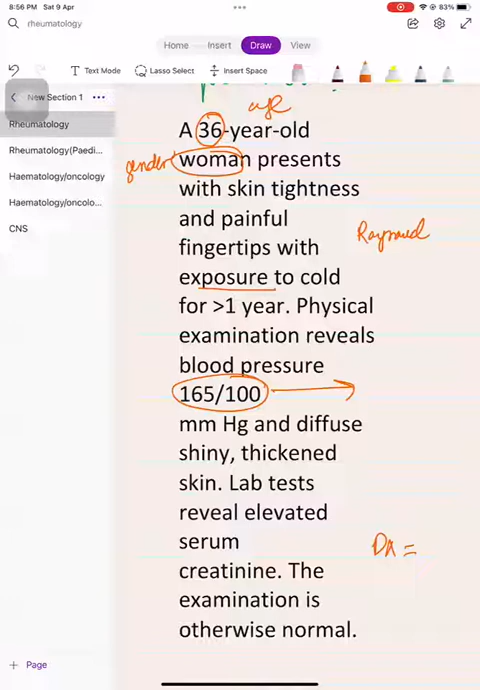 8:56 PM Sat 9 Apr
83%
rheumatology
Home Insert Draw View
Text Mode Lasso Select Insert Space
New Section 1
Rheumatology
Rheumatology(Paedi...
Haematology/oncology
Haematology/oncolo...
CNS
age
A 36-year-old
gender
woman presents
with skin tightness
and painful
Raynaud
fingertips with
exposure to cold
for >1 year. Physical
examination reveals
blood pressure
165/100
mm Hg and diffuse
shiny, thickened
skin. Lab tests
reveal elevated
serum
Dx =
creatinine. The
examination is
otherwise normal.
+ Page